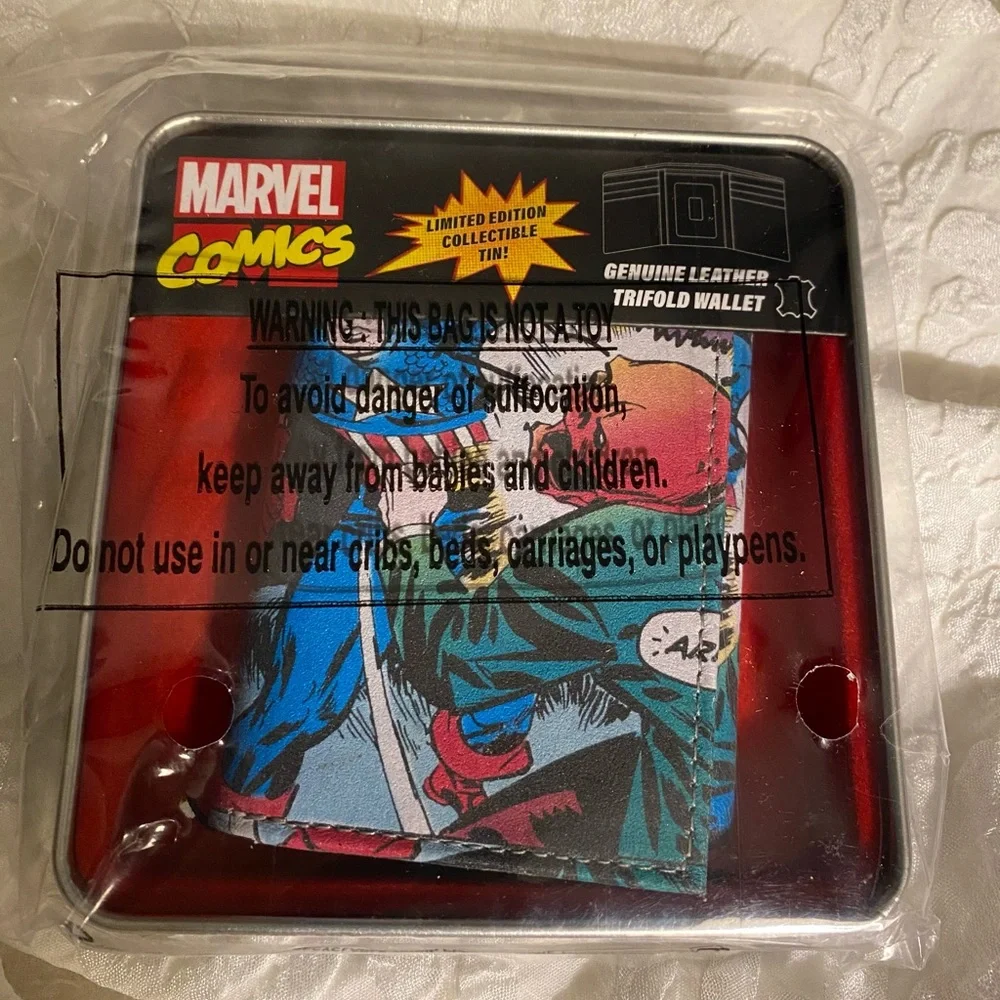 MARVEL
COMICS
LIMITED EDITION
COLLECTIBLE
TIN!
GENUINE LEATHER
TRIFOLD WALLET
WARNING : THIS BAG IS NOT A TOY
To avoid danger of suffocation,
keep away from babies and children.
Do not use in or near cribs, beds, carriages, or playpens.